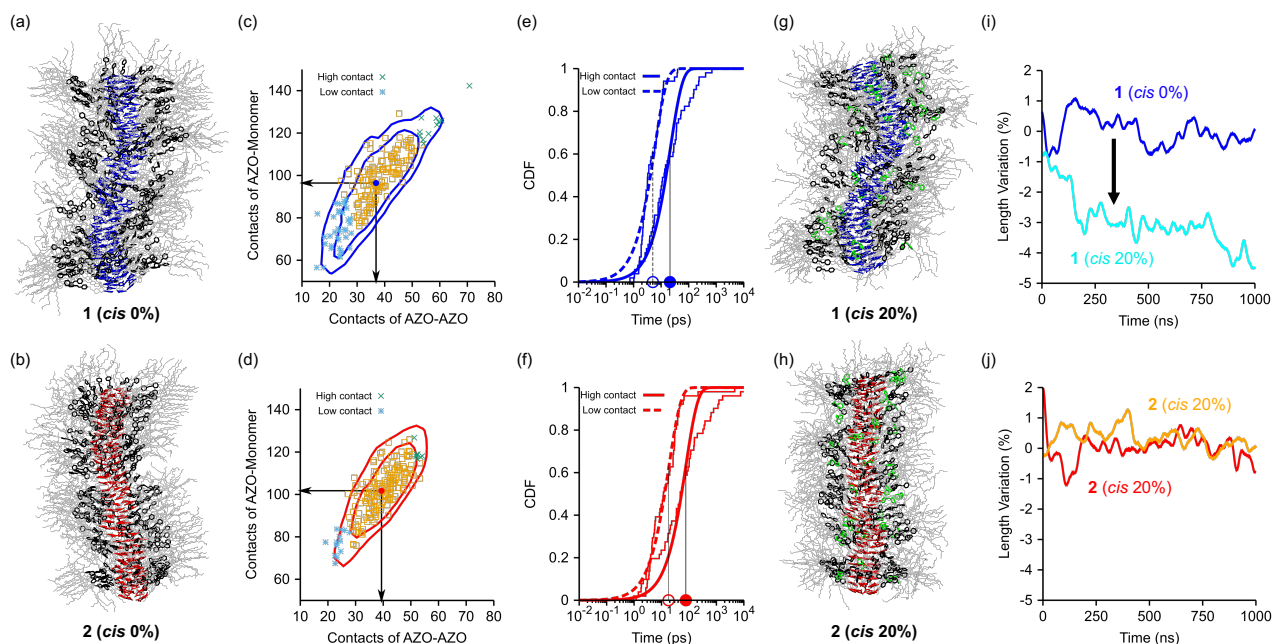 (a)
1 (cis 0%)
(c)
Contacts of AZO-Monomer
140
120
100
80
60
High contact
Low contact
10 20 30 40 50 60 70 80
Contacts of AZO-AZO
(e)
CDF
1
0.8
0.6
0.4
0.2
0
High contact
Low contact
10-2 100 102 104
Time (ps)
(g)
1 (cis 20%)
(i)
Length Variation (%)
2
1
0
-1
-2
-3
-4
-5
1 (cis 0%)
1 (cis 20%)
0 250 500 750 1000
Time (ns)
(b)
2 (cis 0%)
(d)
Contacts of AZO-Monomer
140
120
100
80
60
High contact
Low contact
10 20 30 40 50 60 70 80
Contacts of AZO-AZO
(f)
CDF
1
0.8
0.6
0.4
0.2
0
High contact
Low contact
10-2 100 102 104
Time (ps)
(h)
2 (cis 20%)
(j)
Length Variation (%)
2
1
0
-1
-2
-3
-4
-5
2 (cis 20%)
2 (cis 20%)
0 250 500 750 1000
Time (ns)